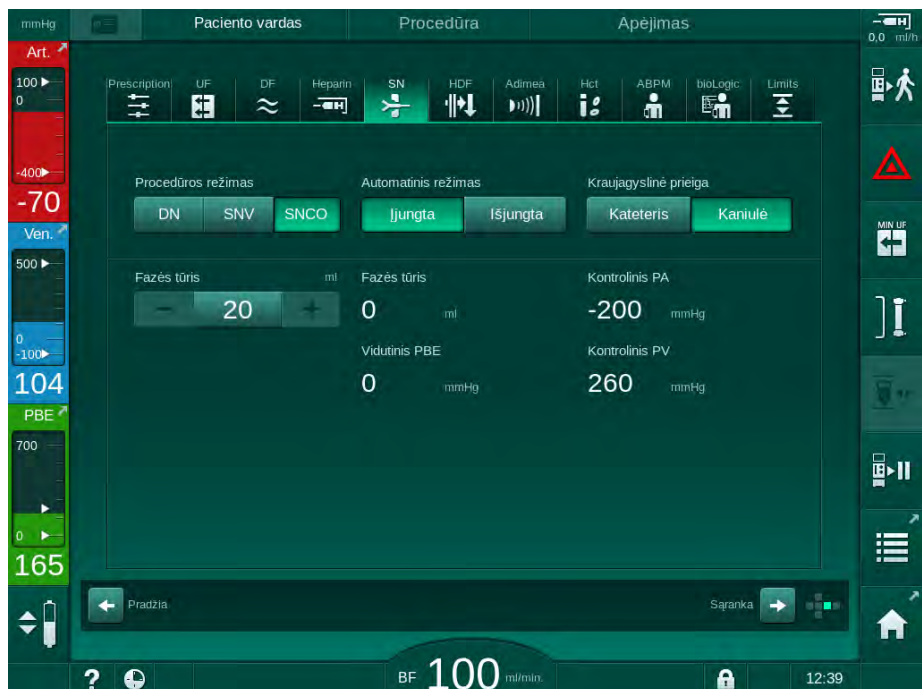 mmHg
Paciento vardas
Procedūra
Apėjimas
0,0 ml/h
Art.
100
0
-400
-70
Ven.
500
0
-100
104
PBE
700
0
165
Prescription UF DF Heparin SN HDF Adimea Hct ABPM bioLogic Limits
Procedūros režimas
DN SNV SNCO
Automatinis režimas
Įjungta Išjungta
Kraujagyslinė prieiga
Kateteris Kaniulė
Fazės tūris ml
− 20 +
Fazės tūris
0 ml
Kontrolinis PA
-200 mmHg
Vidutinis PBE
0 mmHg
Kontrolinis PV
260 mmHg
MIN UF
Pradžia
Sąranka
? BF 100 ml/min. 12:39